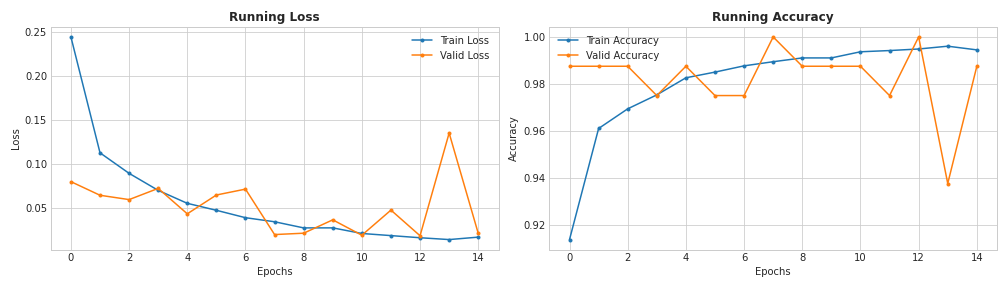 Running Loss
0.25
0.20
0.15
0.10
0.05
Loss
Train Loss
Valid Loss
0 2 4 6 8 10 12 14
Epochs
Running Accuracy
1.00
0.98
0.96
0.94
0.92
Accuracy
Train Accuracy
Valid Accuracy
0 2 4 6 8 10 12 14
Epochs